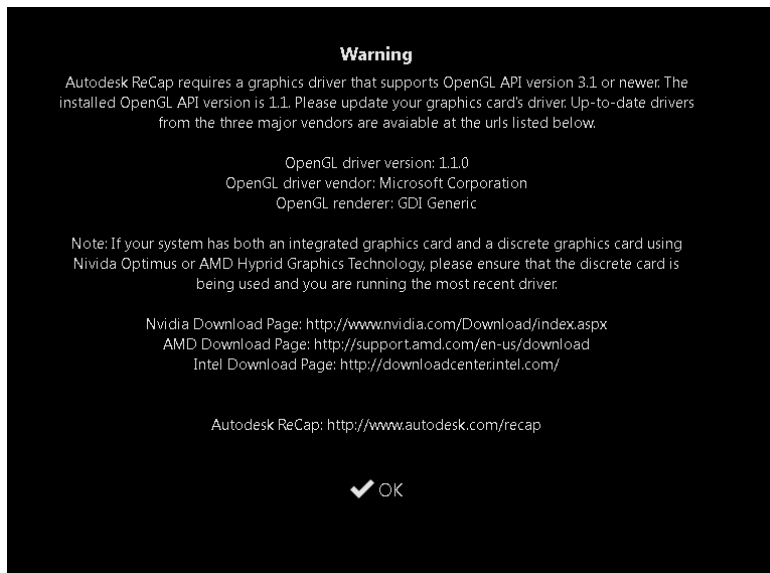 Warning
Autodesk ReCap requires a graphics driver that supports OpenGL API version 3.1 or newer. The
installed OpenGL API version is 1.1. Please update your graphics card's driver. Up-to-date drivers
from the three major vendors are avaiable at the urls listed below.
OpenGL driver version: 1.1.0
OpenGL driver vendor: Microsoft Corporation
OpenGL renderer: GDI Generic
Note: If your system has both an integrated graphics card and a discrete graphics card using
Nivida Optimus or AMD Hyprid Graphics Technology, please ensure that the discrete card is
being used and you are running the most recent driver.
Nvidia Download Page: http://www.nvidia.com/Download/index.aspx
AMD Download Page: http://support.amd.com/en-us/download
Intel Download Page: http://downloadcenter.intel.com/
Autodesk ReCap: http://www.autodesk.com/recap
OK